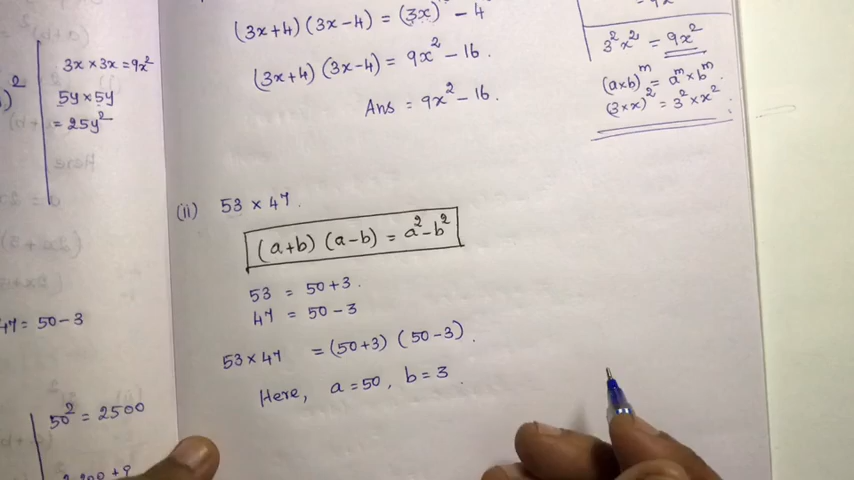 3x × 3x = 9x²
5y × 5y
= 25y²
47 = 50 - 3
50² = 2500
(3x+4) (3x-4) = (3x)² - 4
(3x+4) (3x-4) = 9x² - 16.
Ans = 9x² - 16.
3²x² = 9x²
(a×b)ᵐ = aᵐ × bᵐ.
(3×x)² = 3² × x².
(ii) 53 × 47.
(a+b) (a-b) = a² - b²
53 = 50 + 3.
47 = 50 - 3
53 × 47 = (50+3) (50-3).
Here, a = 50, b = 3.